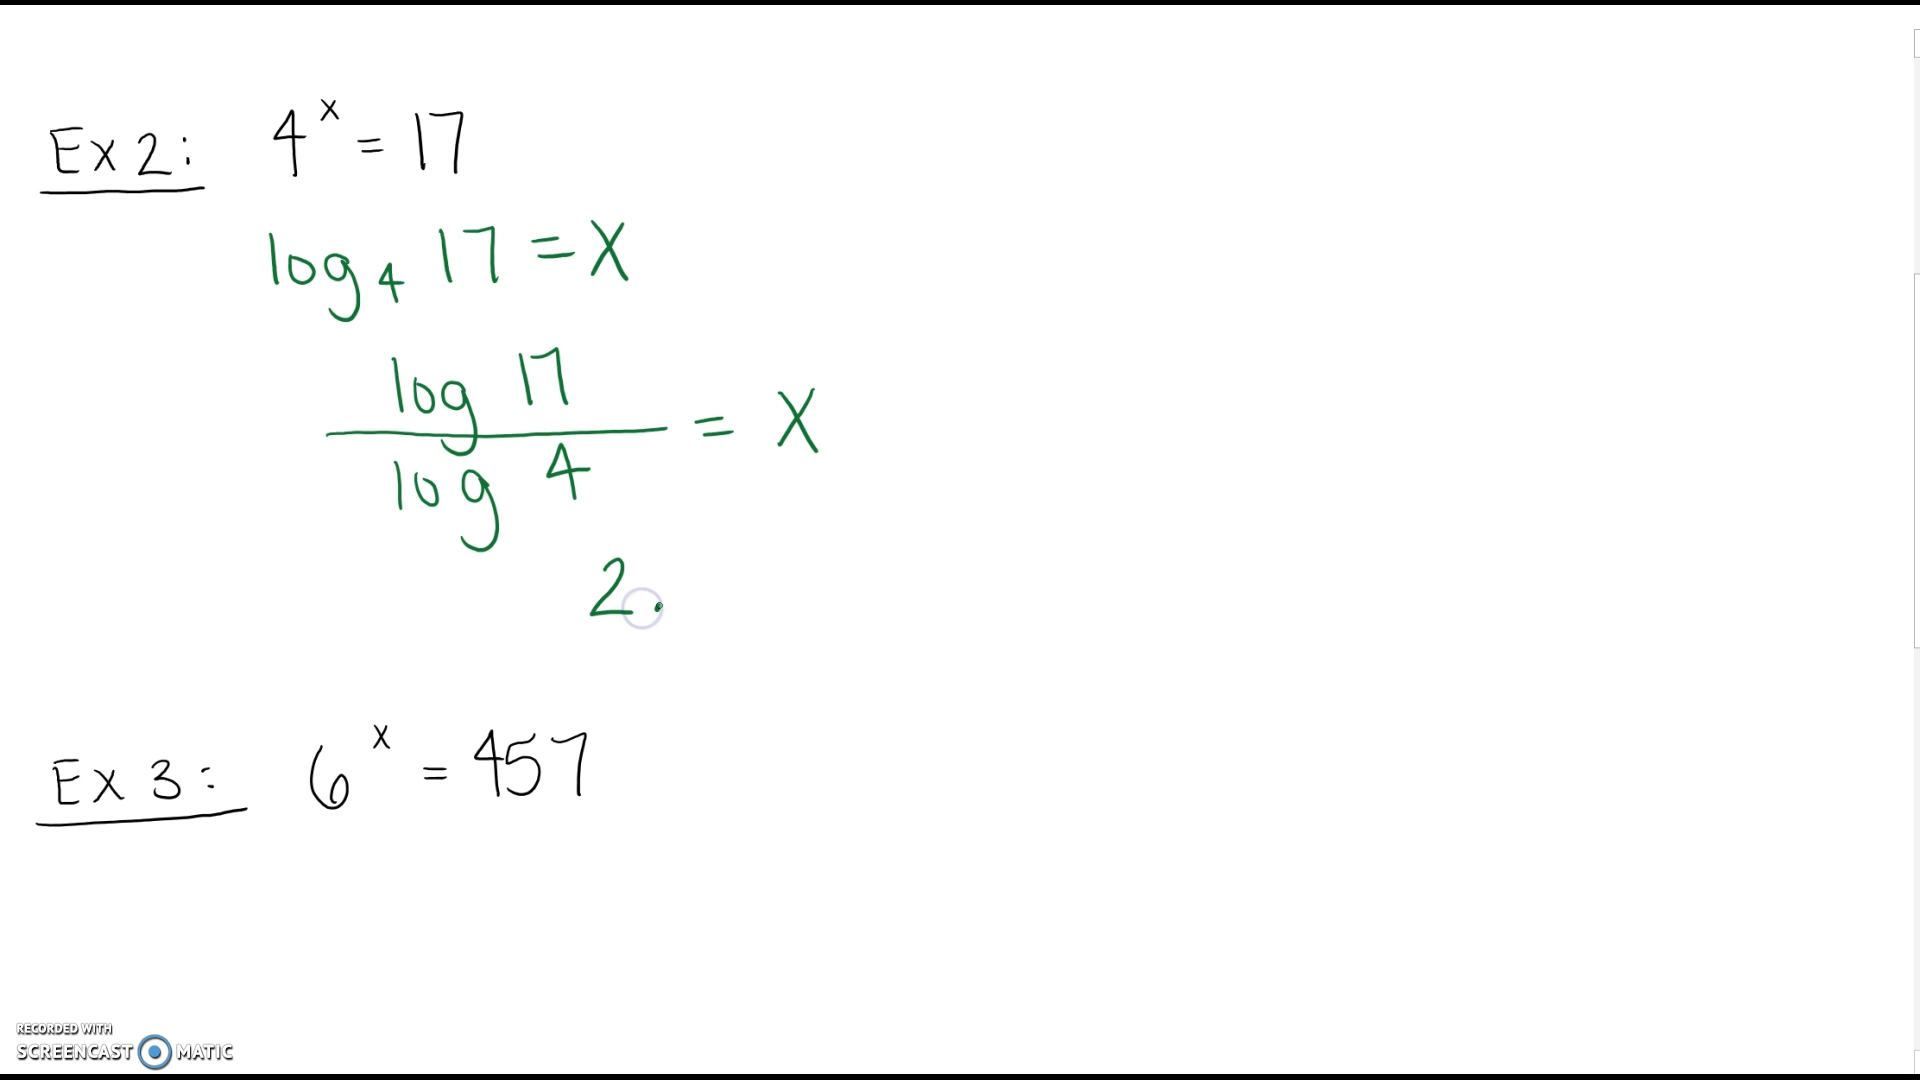 Ex 2: 4^x = 17
log₄ 17 = x
log 17
log 4
= x
2.
Ex 3: 6^x = 457
RECORDED WITH
SCREENCAST MATIC